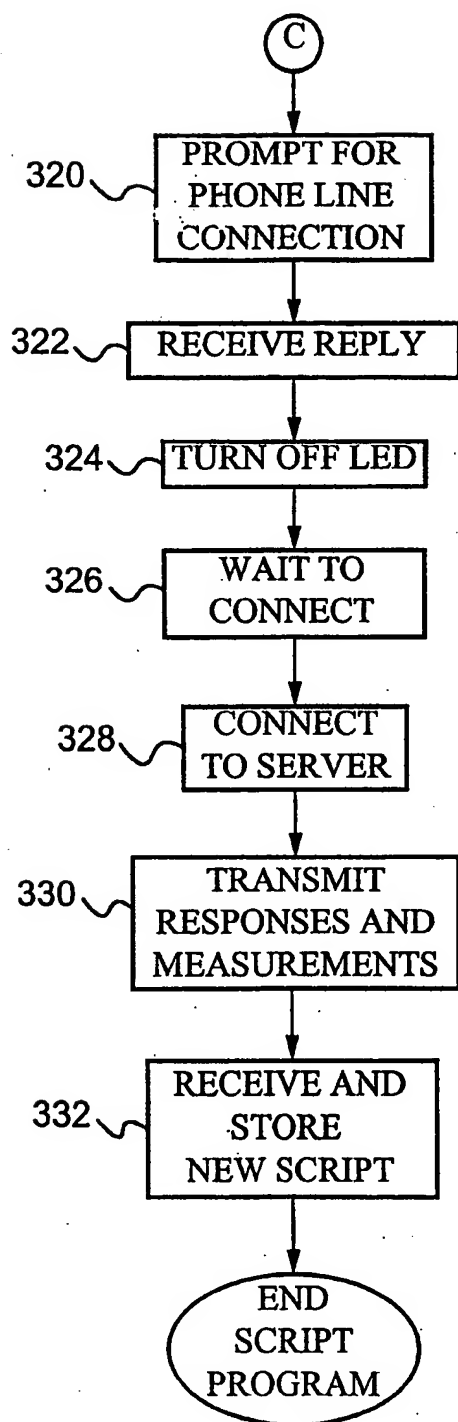 C
320
PROMPT FOR
PHONE LINE
CONNECTION
322
RECEIVE REPLY
324
TURN OFF LED
326
WAIT TO
CONNECT
328
CONNECT
TO SERVER
330
TRANSMIT
RESPONSES AND
MEASUREMENTS
332
RECEIVE AND
STORE
NEW SCRIPT
END
SCRIPT
PROGRAM